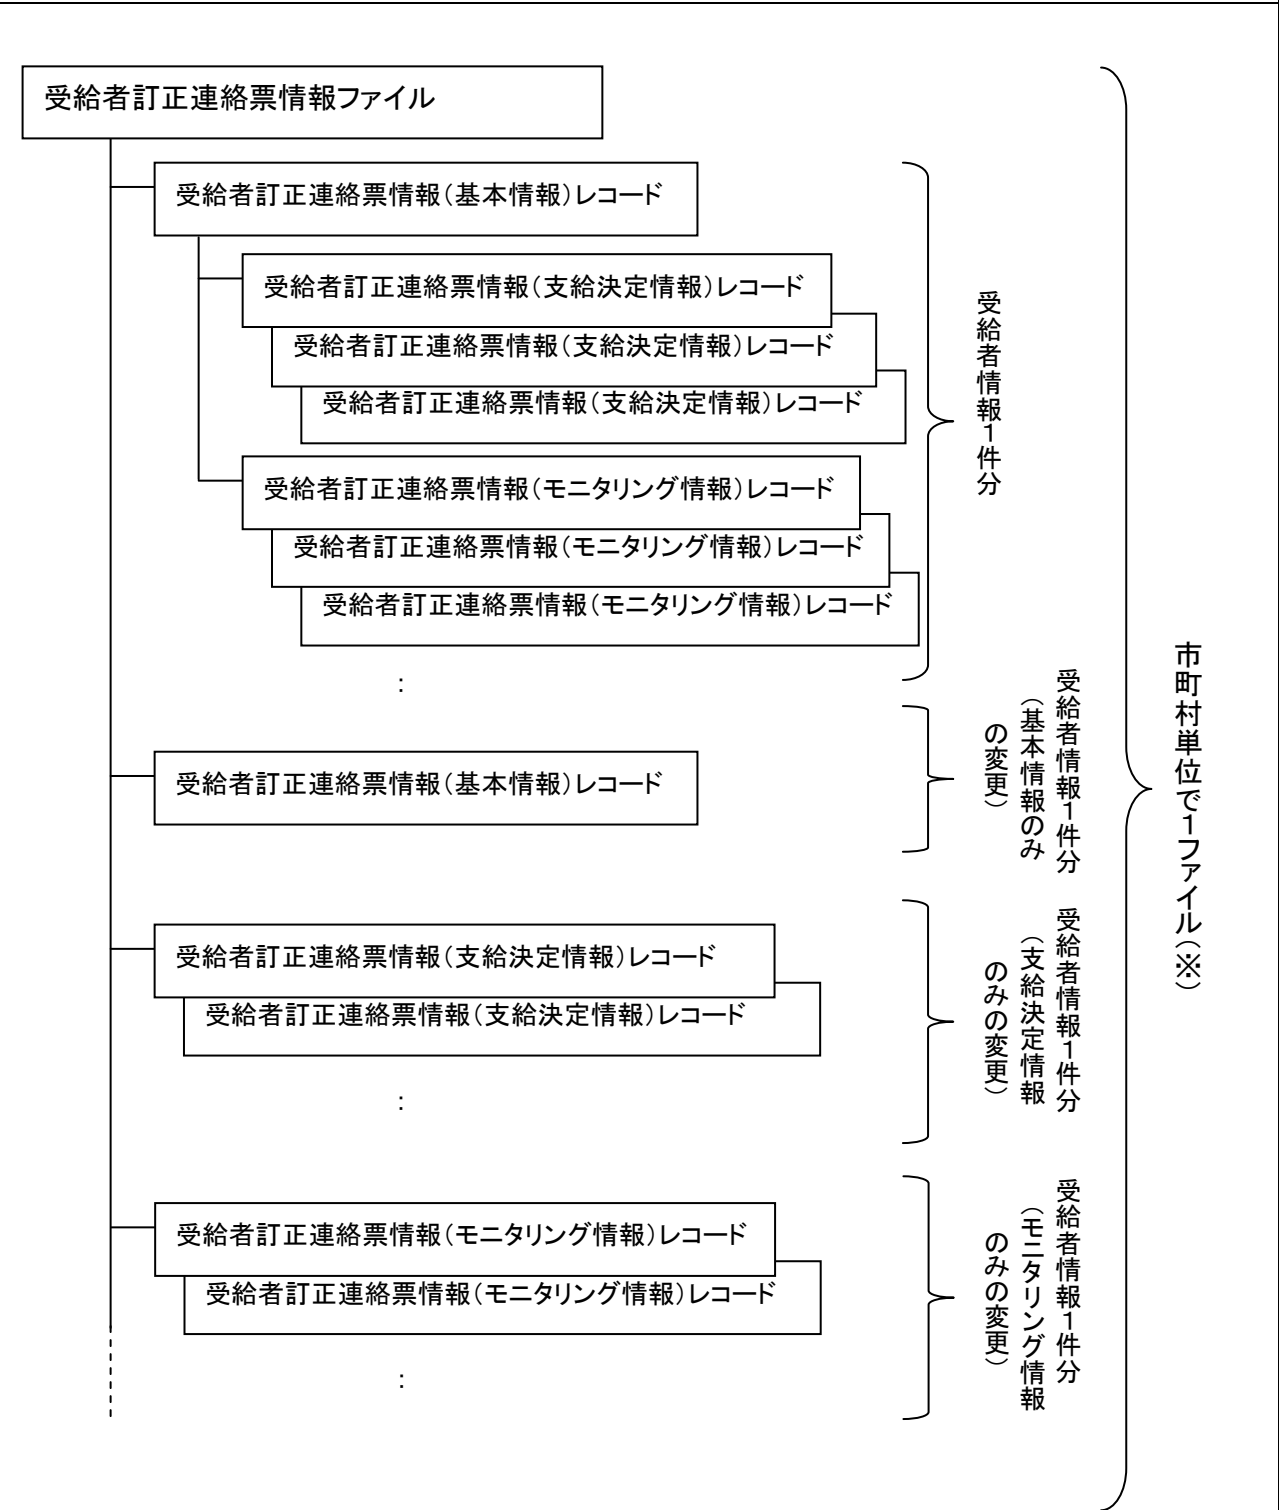 受給者訂正連絡票情報ファイル
受給者訂正連絡票情報(基本情報)レコード
受給者訂正連絡票情報(支給決定情報)レコード
受給者訂正連絡票情報(支給決定情報)レコード
受給者訂正連絡票情報(支給決定情報)レコード
受給者訂正連絡票情報(モニタリング情報)レコード
受給者訂正連絡票情報(モニタリング情報)レコード
受給者訂正連絡票情報(モニタリング情報)レコード
:
受給者情報1件分
受給者訂正連絡票情報(基本情報)レコード
受給者情報1件分
(基本情報のみ
の変更)
受給者訂正連絡票情報(支給決定情報)レコード
受給者訂正連絡票情報(支給決定情報)レコード
:
受給者情報1件分
(支給決定情報
のみの変更)
受給者訂正連絡票情報(モニタリング情報)レコード
受給者訂正連絡票情報(モニタリング情報)レコード
:
受給者情報1件分
(モニタリング情報
のみの変更)
市町村単位で1ファイル(※)